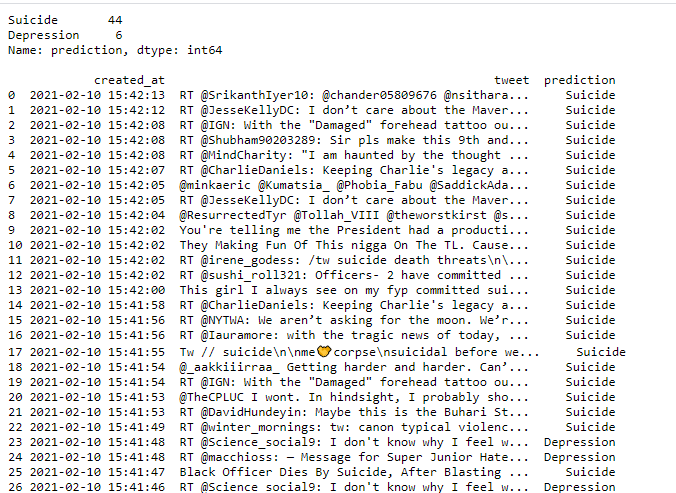 Suicide 44
Depression 6
Name: prediction, dtype: int64
created_at tweet prediction
0 2021-02-10 15:42:13 RT @SrikanthIyer10: @chander05809676 @nsithara... Suicide
1 2021-02-10 15:42:12 RT @JesseKellyDC: I don’t care about the Maver... Suicide
2 2021-02-10 15:42:08 RT @IGN: With the "Damaged" forehead tattoo ou... Suicide
3 2021-02-10 15:42:08 RT @Shubham90203289: Sir pls make this 9th and... Suicide
4 2021-02-10 15:42:08 RT @MindCharity: "I am haunted by the thought ... Suicide
5 2021-02-10 15:42:07 RT @CharlieDaniels: Keeping Charlie's legacy a... Suicide
6 2021-02-10 15:42:05 @minkaeric @Kumatsia_ @Phobia_Fabu @SaddickAda... Suicide
7 2021-02-10 15:42:05 RT @JesseKellyDC: I don’t care about the Maver... Suicide
8 2021-02-10 15:42:04 @ResurrectedTyr @Tollah_VIII @theworstkirst @s... Suicide
9 2021-02-10 15:42:02 You're telling me the President had a producti... Suicide
10 2021-02-10 15:42:02 They Making Fun Of This nigga On The TL. Cause... Suicide
11 2021-02-10 15:42:02 RT @irene_godess: /tw suicide death threats\n\... Suicide
12 2021-02-10 15:42:02 RT @sushi_roll321: Officers- 2 have committed ... Suicide
13 2021-02-10 15:42:00 This girl I always see on my fyp committed sui... Suicide
14 2021-02-10 15:41:58 RT @CharlieDaniels: Keeping Charlie's legacy a... Suicide
15 2021-02-10 15:41:56 RT @NYTWA: We aren’t asking for the moon. We’r... Suicide
16 2021-02-10 15:41:56 RT @Iauramore: with the tragic news of today, ... Suicide
17 2021-02-10 15:41:55 Tw // suicide\n\nme🤝corpse\nsuicidal before we... Suicide
18 2021-02-10 15:41:54 @_aakkiiirraa_ Getting harder and harder. Can’... Suicide
19 2021-02-10 15:41:54 RT @IGN: With the "Damaged" forehead tattoo ou... Suicide
20 2021-02-10 15:41:53 @TheCPLUC I wont. In hindsight, I probably sho... Suicide
21 2021-02-10 15:41:53 RT @DavidHundeyin: Maybe this is the Buhari St... Suicide
22 2021-02-10 15:41:49 RT @winter_mornings: tw: canon typical violenc... Suicide
23 2021-02-10 15:41:48 RT @Science_social9: I don't know why I feel w... Depression
24 2021-02-10 15:41:48 RT @macchioss: — Message for Super Junior Hate... Depression
25 2021-02-10 15:41:47 Black Officer Dies By Suicide, After Blasting ... Suicide
26 2021-02-10 15:41:46 RT @Science_social9: I don't know why I feel w... Depression